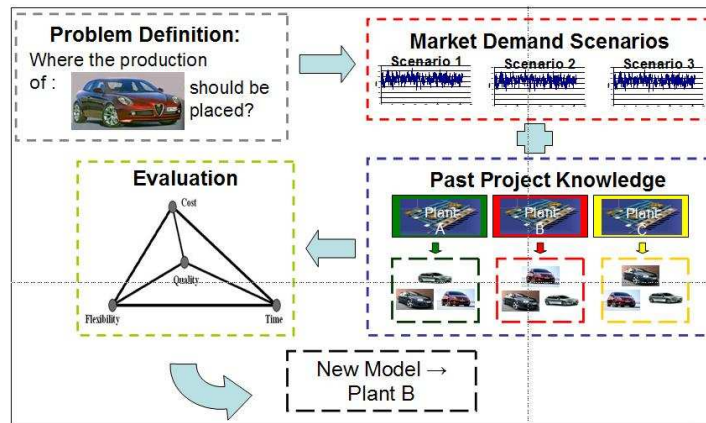 Problem Definition:
Where the production
of :
should be
placed?
Market Demand Scenarios
Scenario 1
Scenario 2
Scenario 3
Past Project Knowledge
Plant
A
Plant
B
Plant
C
Evaluation
Cost
Quality
Flexibility
Time
New Model →
Plant B